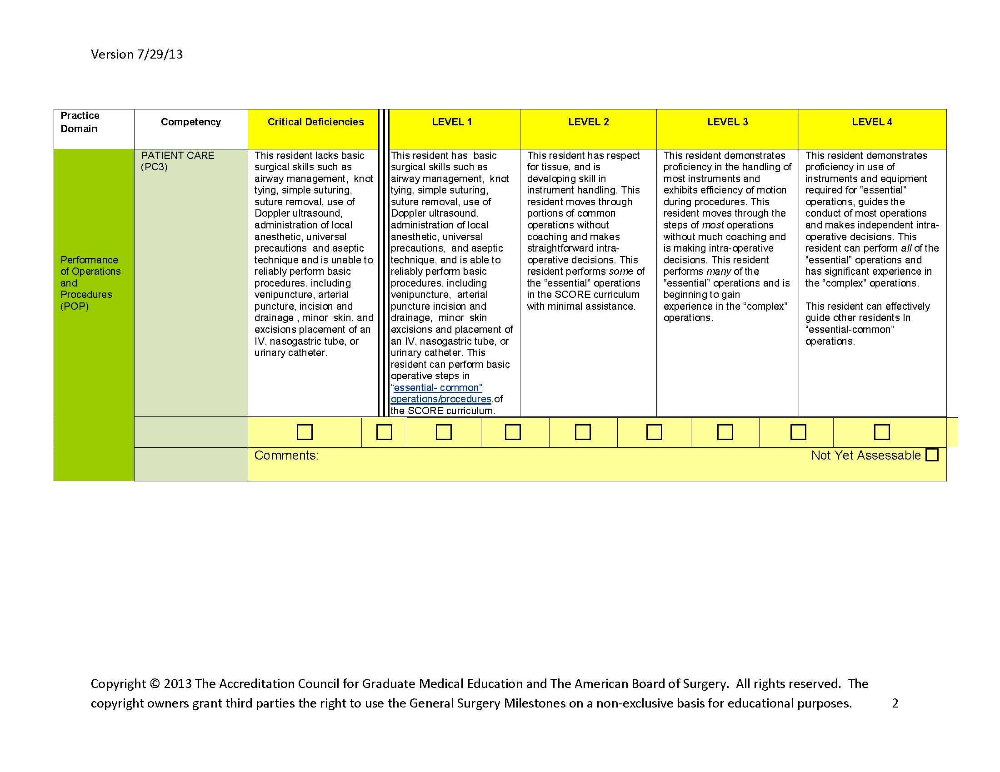 Version 7/29/13
Practice
Domain
Competency
Critical Deficiencies
LEVEL 1
LEVEL 2
LEVEL 3
LEVEL 4
Performance
of Operations
and
Procedures
(POP)
PATIENT CARE
(PC3)
This resident lacks basic
surgical skills such as
airway management,  knot
tying, simple suturing,
suture removal, use of
Doppler ultrasound,
administration of local
anesthetic, universal
precautions  and aseptic
technique and is unable to
reliably perform basic
procedures, including
venipuncture, arterial
puncture, incision and
drainage , minor  skin, and
excisions placement of an
IV, nasogastric tube, or
urinary catheter.
This resident has  basic
surgical skills such as
airway management,  knot
tying, simple suturing,
suture removal, use of
Doppler ultrasound,
administration of local
anesthetic, universal
precautions,  and aseptic
technique, and is able to
reliably perform basic
procedures, including
venipuncture,  arterial
puncture incision and
drainage,  minor  skin
excisions and placement of
an IV, nasogastric tube, or
urinary catheter. This
resident can perform basic
operative steps in
“essential- common”
operations/procedures.of
the SCORE curriculum.
This resident has respect
for tissue, and is
developing skill in
instrument handling. This
resident moves through
portions of common
operations without
coaching and makes
straightforward intra-
operative decisions. This
resident performs some of
the “essential” operations
in the SCORE curriculum
with minimal assistance.
This resident demonstrates
proficiency in the handling of
most instruments and
exhibits efficiency of motion
during procedures. This
resident moves through the
steps of most operations
without much coaching and
is making intra-operative
decisions. This resident
performs many of the
“essential” operations and is
beginning to gain
experience in the “complex”
operations.
This resident demonstrates
proficiency in use of
instruments and equipment
required for “essential”
operations, guides the
conduct of most operations
and makes independent intra-
operative decisions. This
resident can perform all of the
“essential” operations and
has significant experience in
the “complex” operations.
This resident can effectively
guide other residents In
“essential-common”
operations.
Comments:
Not Yet Assessable
Copyright © 2013 The Accreditation Council for Graduate Medical Education and The American Board of Surgery.  All rights reserved.  The
copyright owners grant third parties the right to use the General Surgery Milestones on a non-exclusive basis for educational purposes.
2